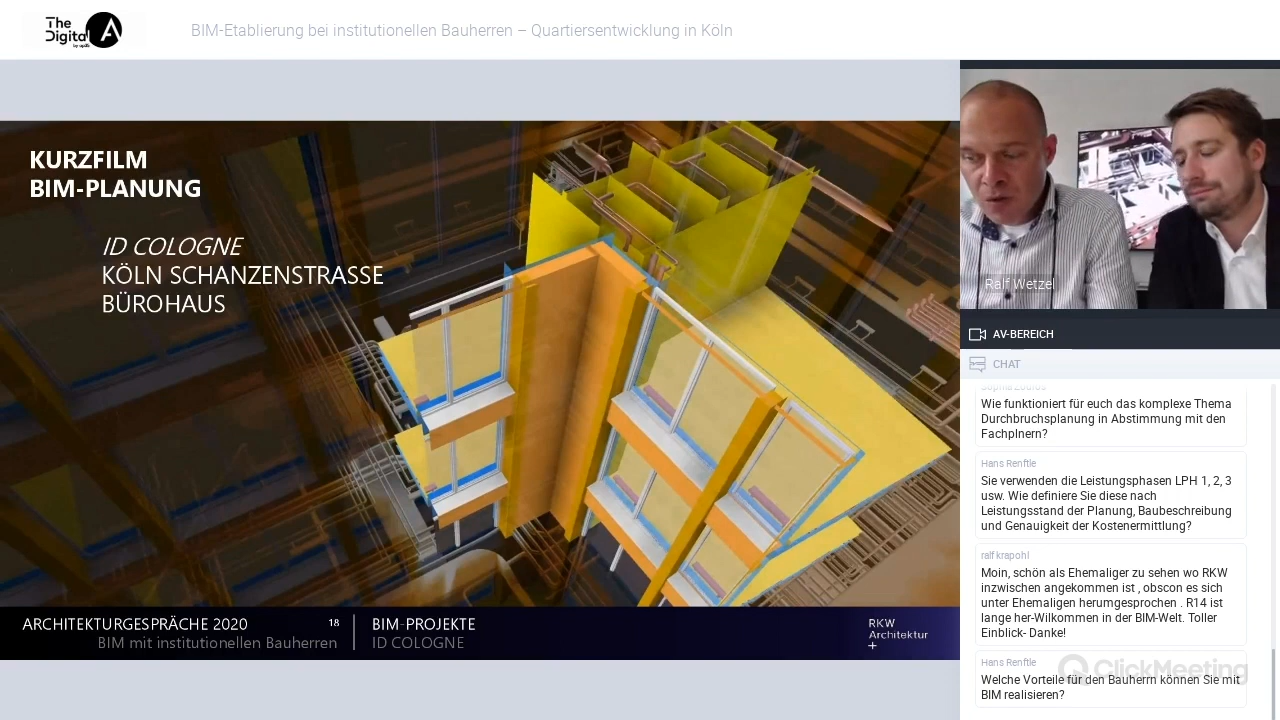 The
Digital
by
A
BIM-Etablierung bei institutionellen Bauherren – Quartiersentwicklung in Köln
KURZFILM
BIM-PLANUNG
ID COLOGNE
KÖLN SCHANZENSTRASSE
BÜROHAUS
ARCHITEKTURGESPRÄCHE 2020
BIM mit institutionellen Bauherren
18
BIM-PROJEKTE
ID COLOGNE
RKW
Architektur
+
Ralf Wetzel
AV-BEREICH
CHAT
Wie funktioniert für euch das komplexe Thema
Durchbruchsplanung in Abstimmung mit den
Fachplnern?
Hans Renftle
Sie verwenden die Leistungsphasen LPH 1, 2, 3
usw. Wie definiere Sie diese nach
Leistungsstand der Planung, Baubeschreibung
und Genauigkeit der Kostenermittlung?
ralf krapohl
Moin, schön als Ehemaliger zu sehen wo RKW
inzwischen angekommen ist , obscon es sich
unter Ehemaligen herumgesprochen . R14 ist
lange her-Wilkommen in der BIM-Welt. Toller
Einblick- Danke!
Hans Renftle
Welche Vorteile für den Bauherrn können Sie mit
BIM realisieren?
ClickMeeting